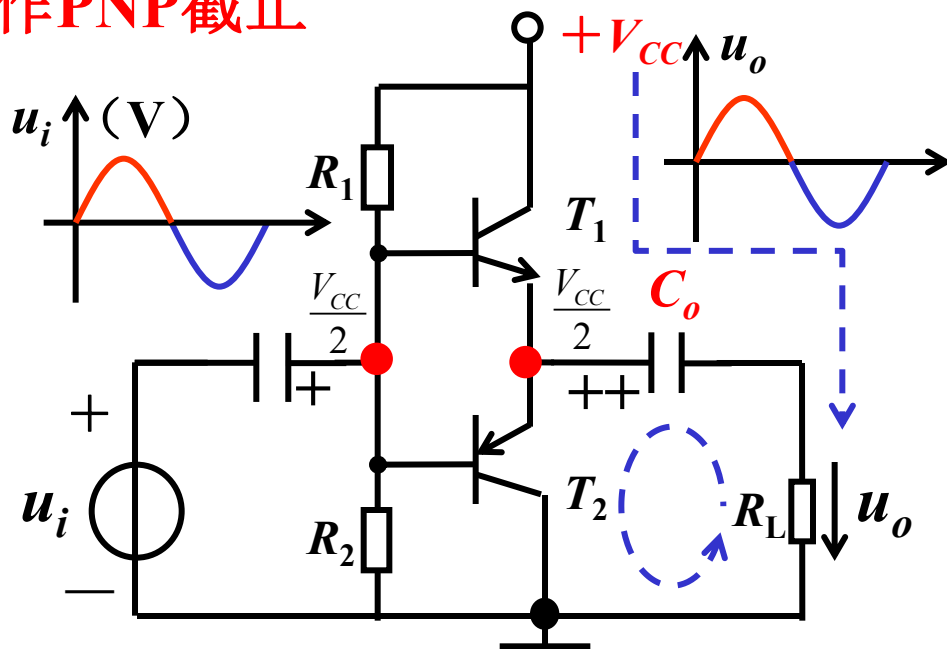 作PNP截止
+V_CC
u_o
u_i (V)
R_1
T_1
V_CC/2
V_CC/2
C_o
+
++
+
u_i
—
R_2
T_2
R_L
u_o